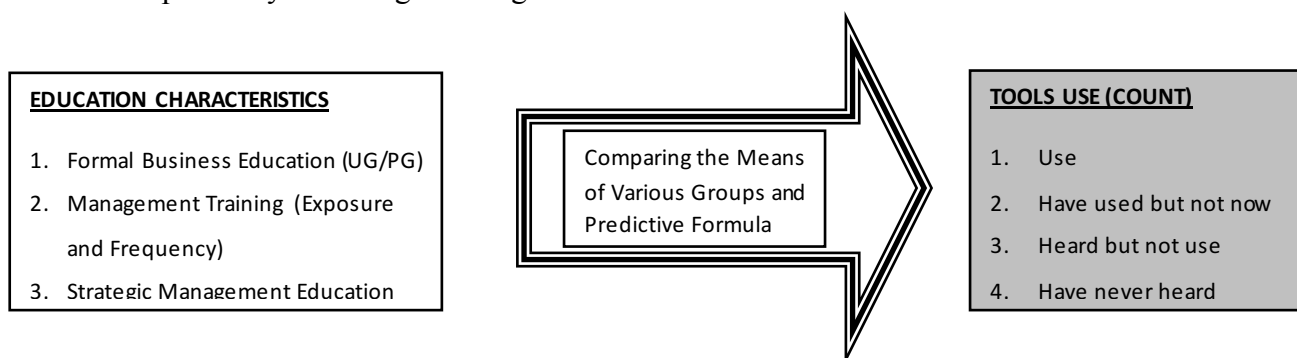 EDUCATION CHARACTERISTICS
1. Formal Business Education (UG/PG)
2. Management Training (Exposure
and Frequency)
3. Strategic Management Education
Comparing the Means
of Various Groups and
Predictive Formula
TOOLS USE (COUNT)
1. Use
2. Have used but not now
3. Heard but not use
4. Have never heard